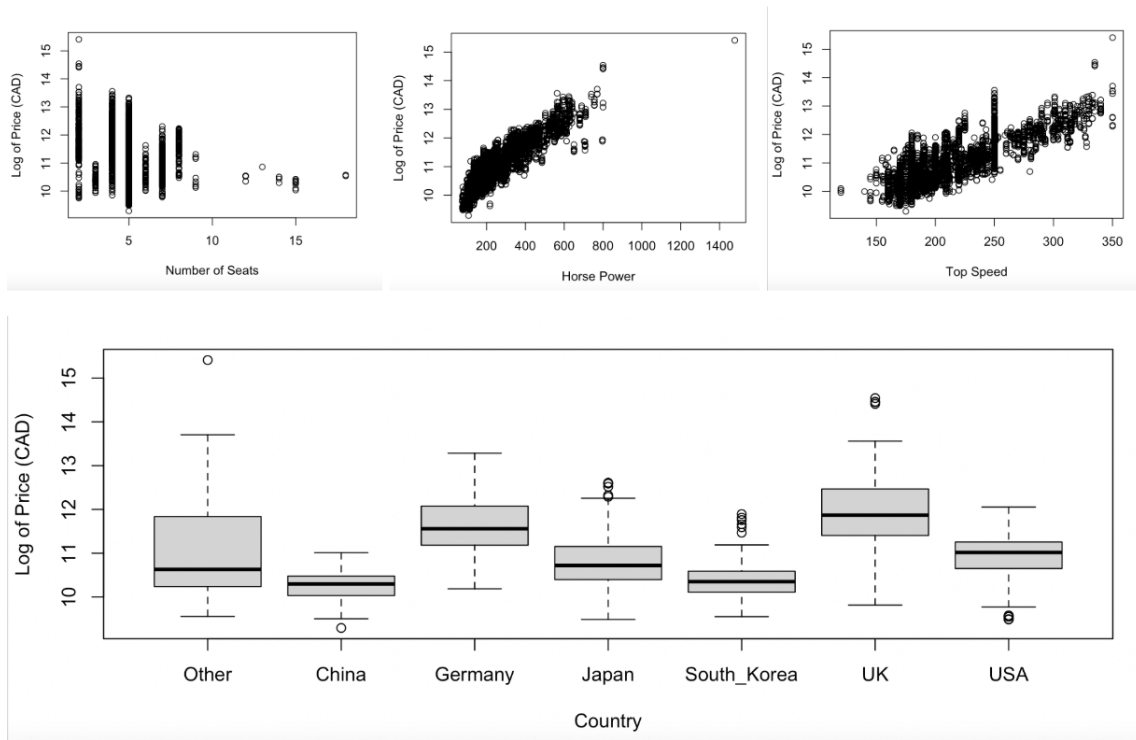 Log of Price (CAD)
15
14
13
12
11
10
5
10
15
Number of Seats
Log of Price (CAD)
15
14
13
12
11
10
200
400
600
800
1000
1200
1400
Horse Power
Log of Price (CAD)
15
14
13
12
11
10
150
200
250
300
350
Top Speed
Log of Price (CAD)
15
14
13
12
11
10
Other
China
Germany
Japan
South_Korea
UK
USA
Country